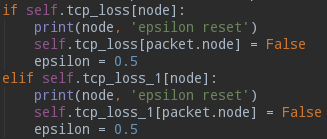 if self.tcp_loss[node]:
    print(node, 'epsilon reset')
    self.tcp_loss[packet.node] = False
    epsilon = 0.5
elif self.tcp_loss_1[node]:
    print(node, 'epsilon reset')
    self.tcp_loss_1[packet.node] = False
    epsilon = 0.5